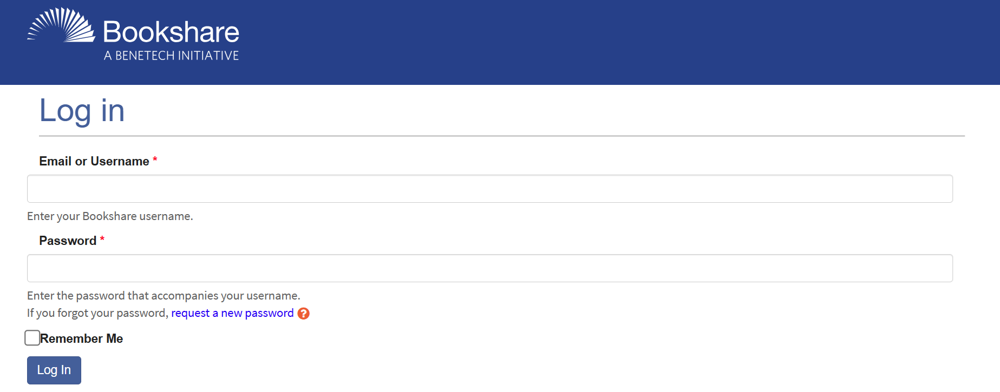 Bookshare
A BENETECH INITIATIVE
Log in
Email or Username *
Enter your Bookshare username.
Password *
Enter the password that accompanies your username.
If you forgot your password, request a new password ?
Remember Me
Log In